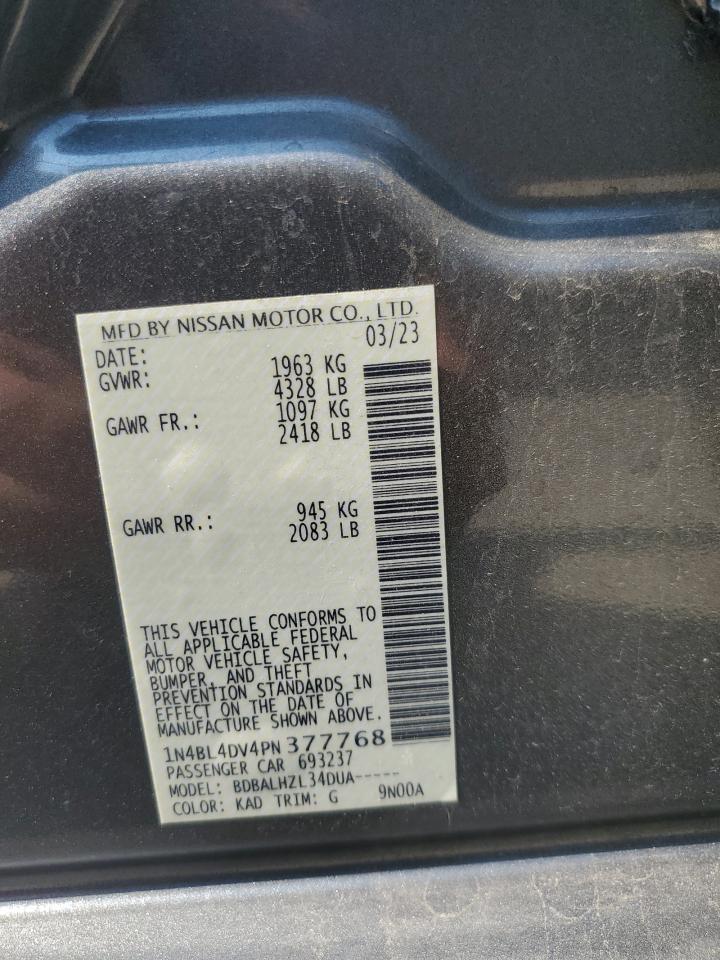 MFD BY NISSAN MOTOR CO., LTD.
DATE: 03/23
GVWR: 1963 KG
4328 LB
GAWR FR.: 1097 KG
2418 LB
GAWR RR.: 945 KG
2083 LB
THIS VEHICLE CONFORMS TO
ALL APPLICABLE FEDERAL
MOTOR VEHICLE SAFETY,
BUMPER, AND THEFT
PREVENTION STANDARDS IN
EFFECT ON THE DATE OF
MANUFACTURE SHOWN ABOVE.
1N4BL4DV4PN377768
PASSENGER CAR 693237
MODEL: BDBALHZL34DUA-----
COLOR: KAD TRIM: G 9N00A